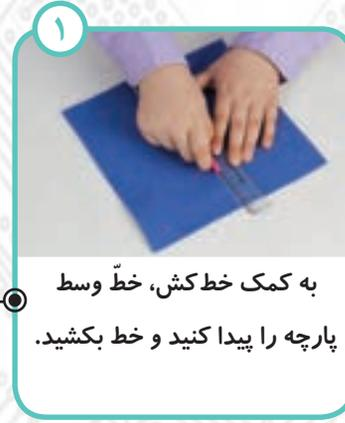 ۱
به کمک خط‌کش، خطّ وسط
پارچه را پیدا کنید و خط بکشید.